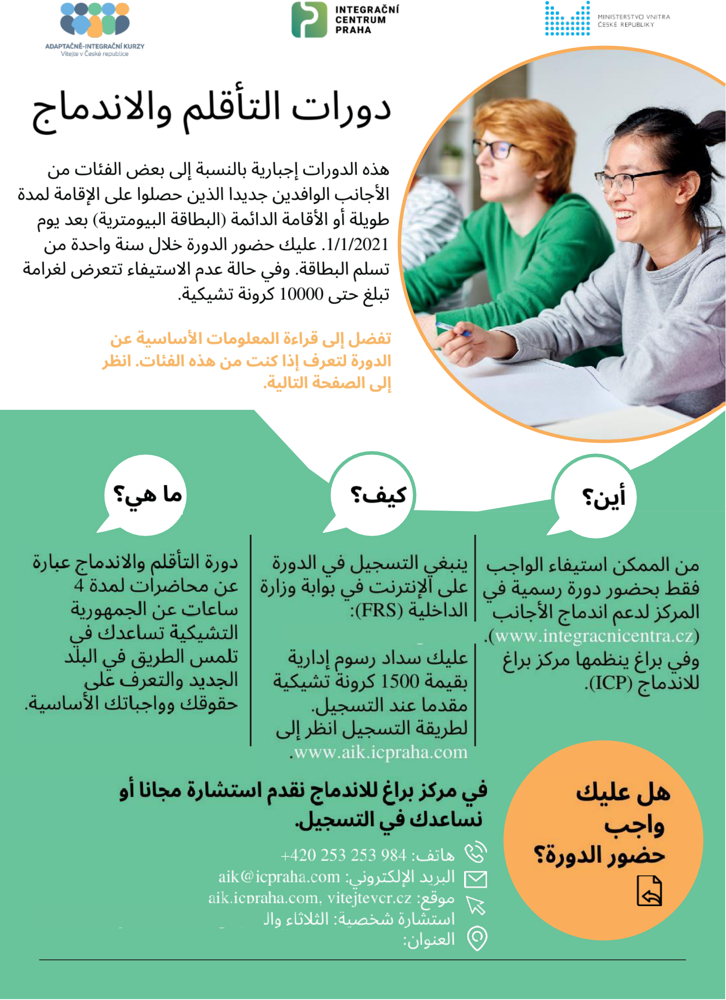 ADAPTAČNĚ-INTEGRAČNÍ KURZY
Vítejte v České republice
INTEGRAČNÍ
CENTRUM
PRAHA
MINISTERSTVO VNITRA
ČESKÉ REPUBLIKY
دورات التأقلم والاندماج
هذه الدورات إجبارية بالنسبة إلى بعض الفئات من
الأجانب الوافدين جديدا الذين حصلوا على الإقامة لمدة
طويلة أو الأقامة الدائمة (البطاقة البيومترية) بعد يوم
1/1/2021. عليك حضور الدورة خلال سنة واحدة من
تسلم البطاقة. وفي حالة عدم الاستيفاء تتعرض لغرامة
تبلغ حتى 10000 كرونة تشيكية.
تفضل إلى قراءة المعلومات الأساسية عن
الدورة لتعرف إذا كنت من هذه الفئات. انظر
إلى الصفحة التالية.
أين؟
من الممكن استيفاء الواجب
فقط بحضور دورة رسمية في
المركز لدعم اندماج الأجانب
(www.integracnicentra.cz).
وفي براغ ينظمها مركز براغ
للاندماج (ICP).
كيف؟
ينبغي التسجيل في الدورة
على الإنترنت في بوابة وزارة
الداخلية (FRS):
عليك سداد رسوم إدارية
بقيمة 1500 كرونة تشيكية
مقدما عند التسجيل.
لطريقة التسجيل انظر إلى
www.aik.icpraha.com.
ما هي؟
دورة التأقلم والاندماج عبارة
عن محاضرات لمدة 4
ساعات عن الجمهورية
التشيكية تساعدك في
تلمس الطريق في البلد
الجديد والتعرف على
حقوقك وواجباتك الأساسية.
هل عليك
واجب
حضور الدورة؟
في مركز براغ للاندماج نقدم استشارة مجانا أو
نساعدك في التسجيل.
هاتف: 984 253 253 420+
البريد الإلكتروني: aik@icpraha.com
موقع: aik.icpraha.com, vitejtevcr.cz
استشارة شخصية: الثلاثاء وال
العنوان: